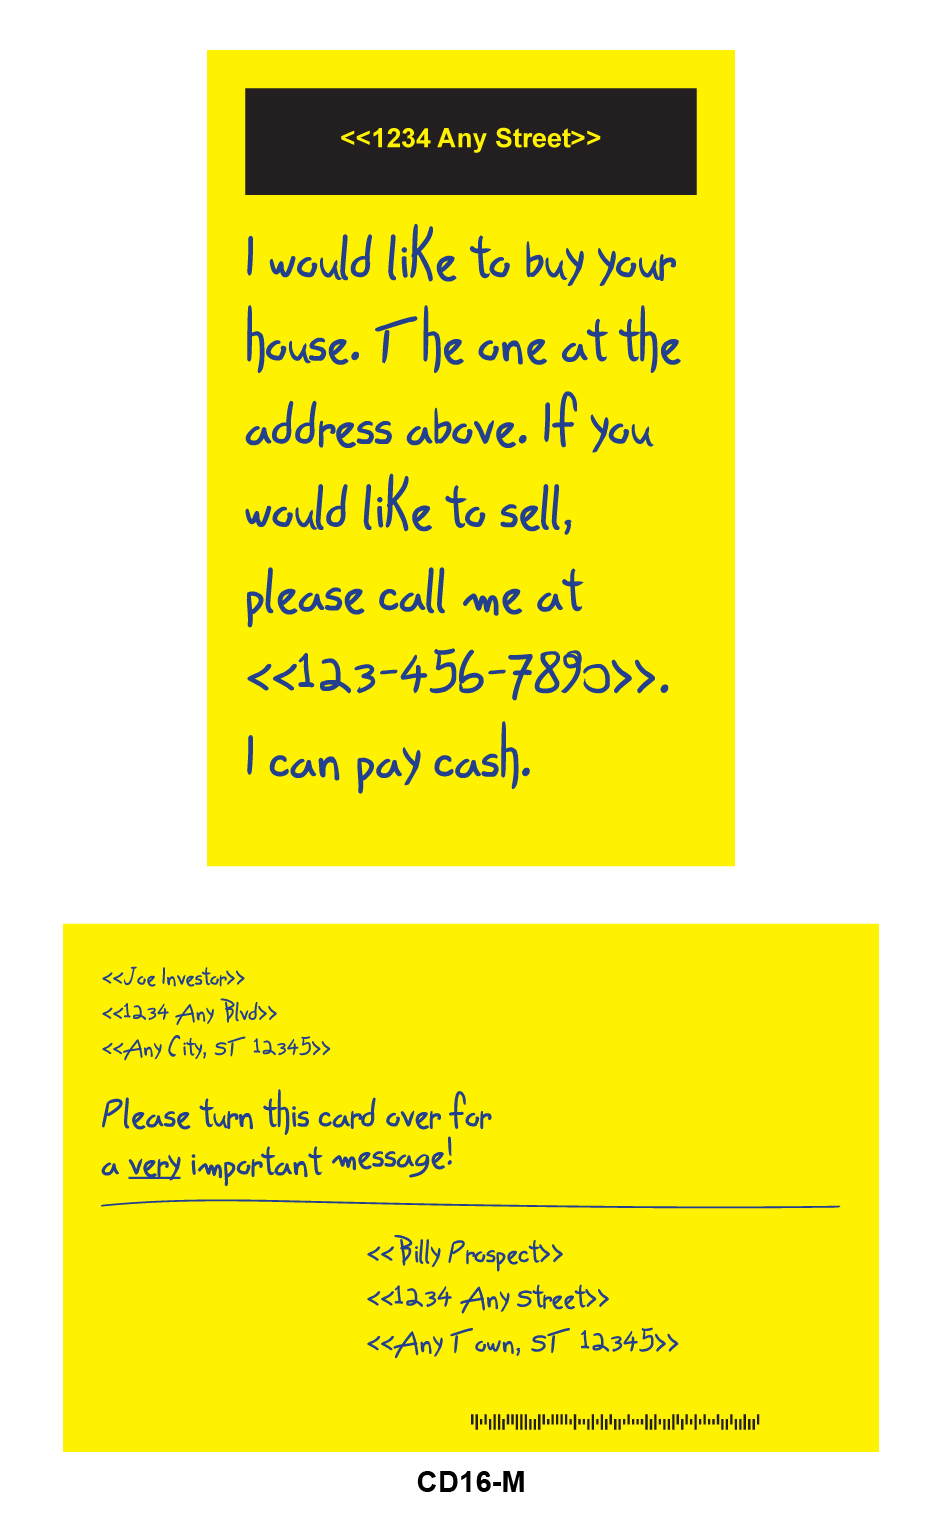 <<1234 Any Street>>
I would like to buy your
house. The one at the
address above. If you
would like to sell,
please call me at
<<123-456-7890>>.
I can pay cash.
<<Joe Investor>>
<<1234 Any Blvd>>
<<Any City, ST 12345>>
Please turn this card over for
a very important message!
<<Billy Prospect>>
<<1234 Any Street>>
<<Any Town, ST 12345>>
CD16-M